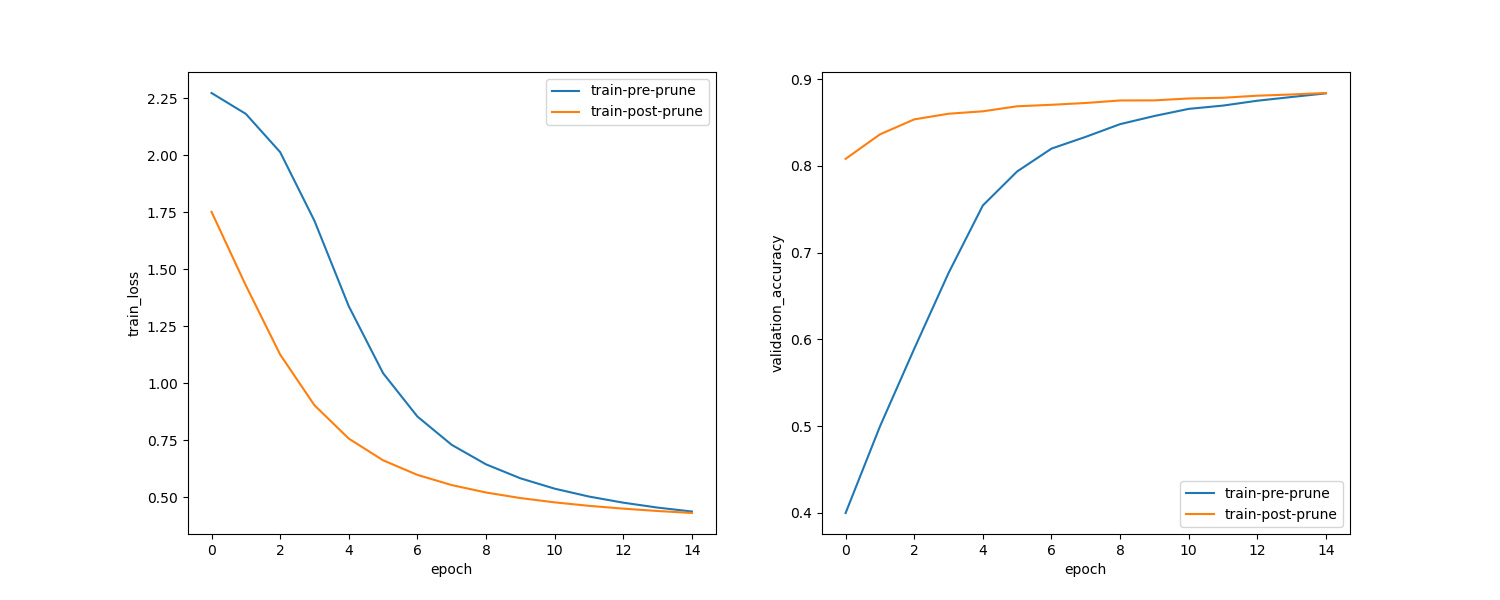 train_loss
2.25
2.00
1.75
1.50
1.25
1.00
0.75
0.50
0 2 4 6 8 10 12 14
epoch
train-pre-prune
train-post-prune
validation_accuracy
0.9
0.8
0.7
0.6
0.5
0.4
0 2 4 6 8 10 12 14
epoch
train-pre-prune
train-post-prune